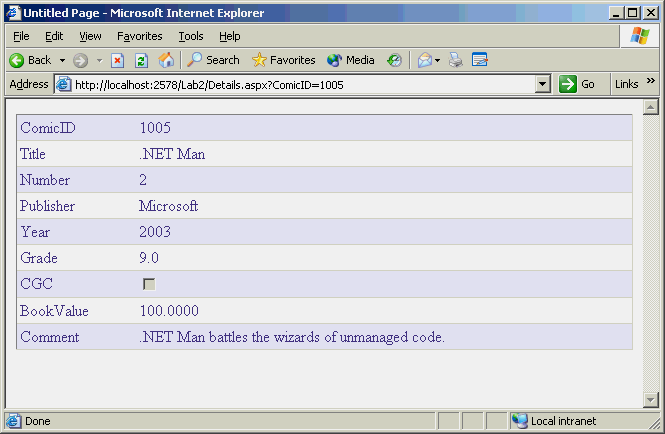 Untitled Page - Microsoft Internet Explorer
File Edit View Favorites Tools Help
Back Search Favorites Media
Address http://localhost:2578/Lab2/Details.aspx?ComicID=1005 Go Links »
ComicID 1005
Title .NET Man
Number 2
Publisher Microsoft
Year 2003
Grade 9.0
CGC
BookValue 100.0000
Comment .NET Man battles the wizards of unmanaged code.
Done Local intranet